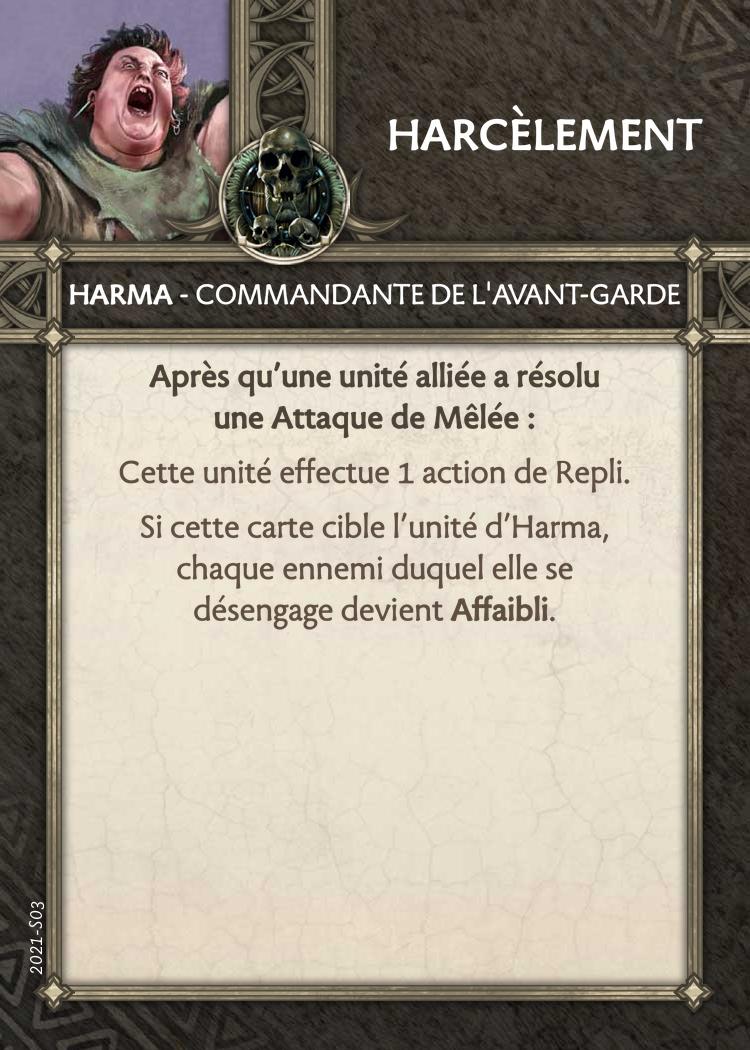 HARCÈLEMENT
HARMA - COMMANDANTE DE L'AVANT-GARDE
Après qu’une unité alliée a résolu
une Attaque de Mêlée :
Cette unité effectue 1 action de Repli.
Si cette carte cible l’unité d’Harma,
chaque ennemi duquel elle se
désengage devient Affaibli.
2021-S03